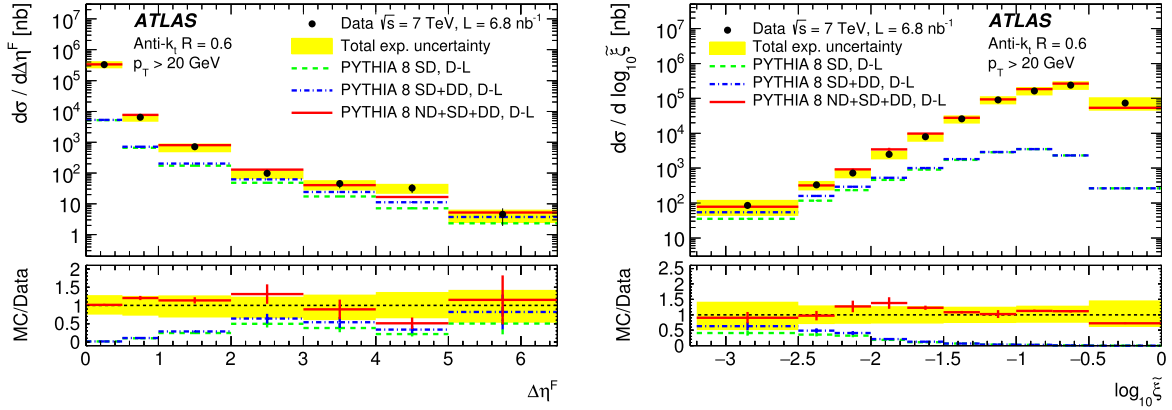 ATLAS
Anti-kₜ R = 0.6
p_T > 20 GeV
Data √s = 7 TeV, L = 6.8 nb⁻¹
Total exp. uncertainty
PYTHIA 8 SD, D-L
PYTHIA 8 SD+DD, D-L
PYTHIA 8 ND+SD+DD, D-L
dσ / dΔη^F [nb]
10⁷
10⁶
10⁵
10⁴
10³
10²
10
1
MC/Data
2
1.5
1
0.5
0
0 1 2 3 4 5 6
Δη^F
Data √s = 7 TeV, L = 6.8 nb⁻¹
Total exp. uncertainty
PYTHIA 8 SD, D-L
PYTHIA 8 SD+DD, D-L
PYTHIA 8 ND+SD+DD, D-L
ATLAS
Anti-kₜ R = 0.6
p_T > 20 GeV
dσ / d log₁₀ ξ̃ [nb]
10⁸
10⁷
10⁶
10⁵
10⁴
10³
10²
10
MC/Data
2.5
2
1.5
1
0.5
0
−3 −2.5 −2 −1.5 −1 −0.5 0
log₁₀ ξ̃